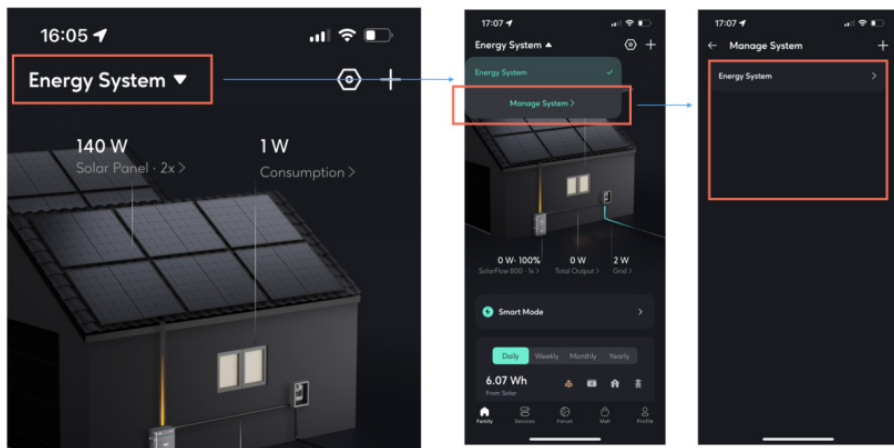 16:05
Energy System ▼
140 W
Solar Panel · 2x >
1 W
Consumption >
17:07
Energy System ▲
Energy System ✓
Manage System >
0 W· 100%
SolarFlow 800 · 1x >
0 W
Total Output >
2 W
Grid >
Smart Mode >
Daily Weekly Monthly Yearly
6.07 Wh
From Solar
Family Devices Forum Mall Profile
17:07
← Manage System +
Energy System >